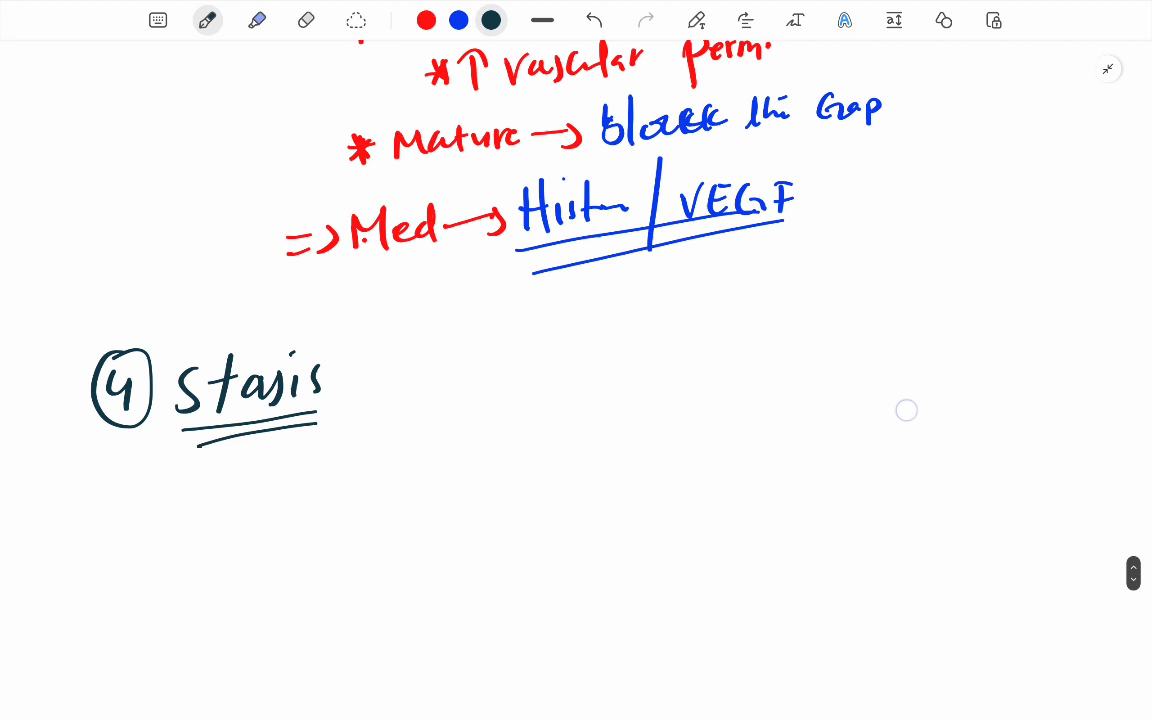 * ↑ vascular perm.
* Mature → block the Gap
=> Med → Histm / VEGF
④ Stasis